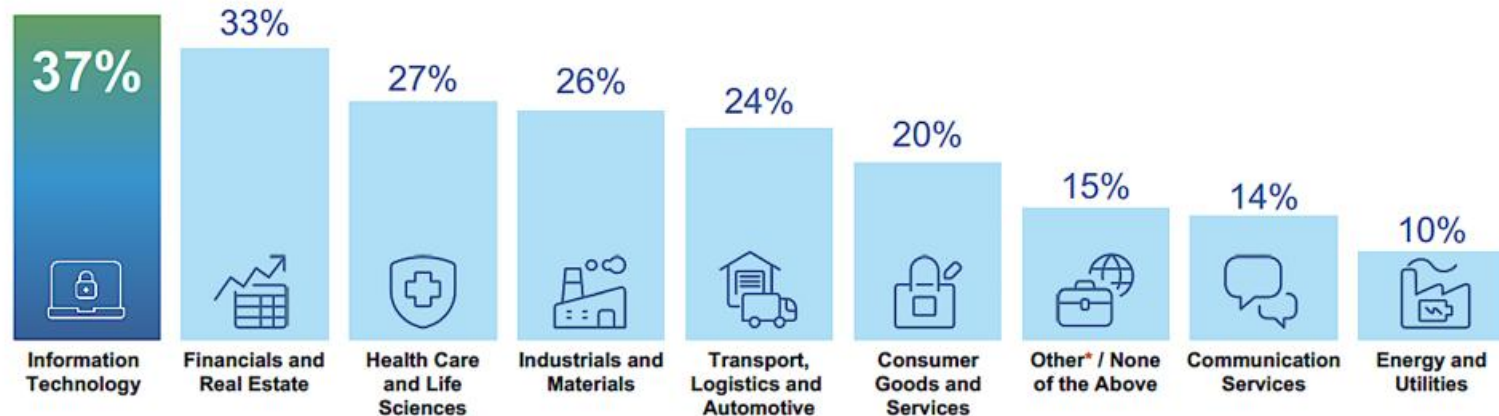 37%
33%
27%
26%
24%
20%
15%
14%
10%
Information
Technology
Financials and
Real Estate
Health Care
and Life
Sciences
Industrials and
Materials
Transport,
Logistics and
Automotive
Consumer
Goods and
Services
Other* / None
of the Above
Communication
Services
Energy and
Utilities